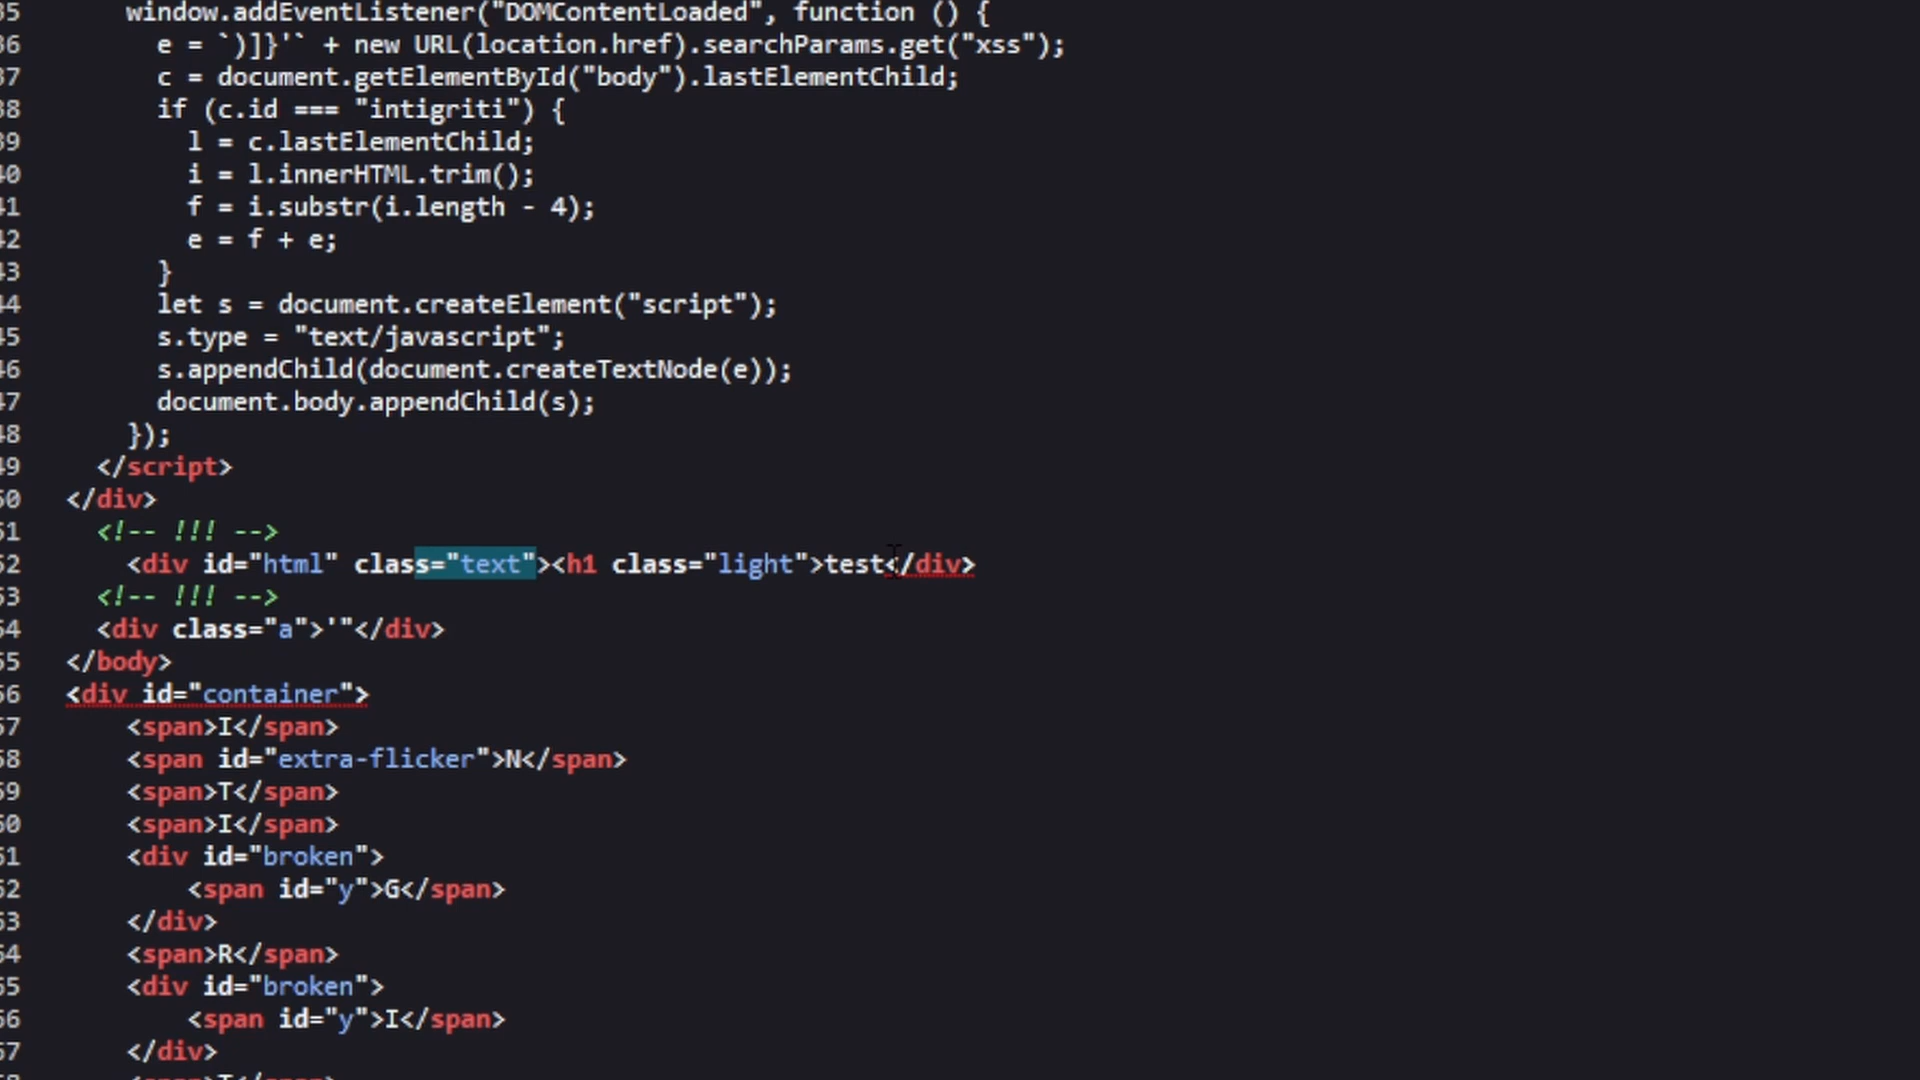 35 window.addEventListener("DOMContentLoaded", function () {
36 e = `)]}'` + new URL(location.href).searchParams.get("xss");
37 c = document.getElementById("body").lastElementChild;
38 if (c.id === "intigriti") {
39 l = c.lastElementChild;
40 i = l.innerHTML.trim();
41 f = i.substr(i.length - 4);
42 e = f + e;
43 }
44 let s = document.createElement("script");
45 s.type = "text/javascript";
46 s.appendChild(document.createTextNode(e));
47 document.body.appendChild(s);
48 });
49 </script>
50 </div>
51 <!-- !!! -->
52 <div id="html" class="text"><h1 class="light">test</div>
53 <!-- !!! -->
54 <div class="a">'"</div>
55 </body>
56 <div id="container">
57 <span>I</span>
58 <span id="extra-flicker">N</span>
59 <span>T</span>
60 <span>I</span>
61 <div id="broken">
62 <span id="y">G</span>
63 </div>
64 <span>R</span>
65 <div id="broken">
66 <span id="y">I</span>
67 </div>